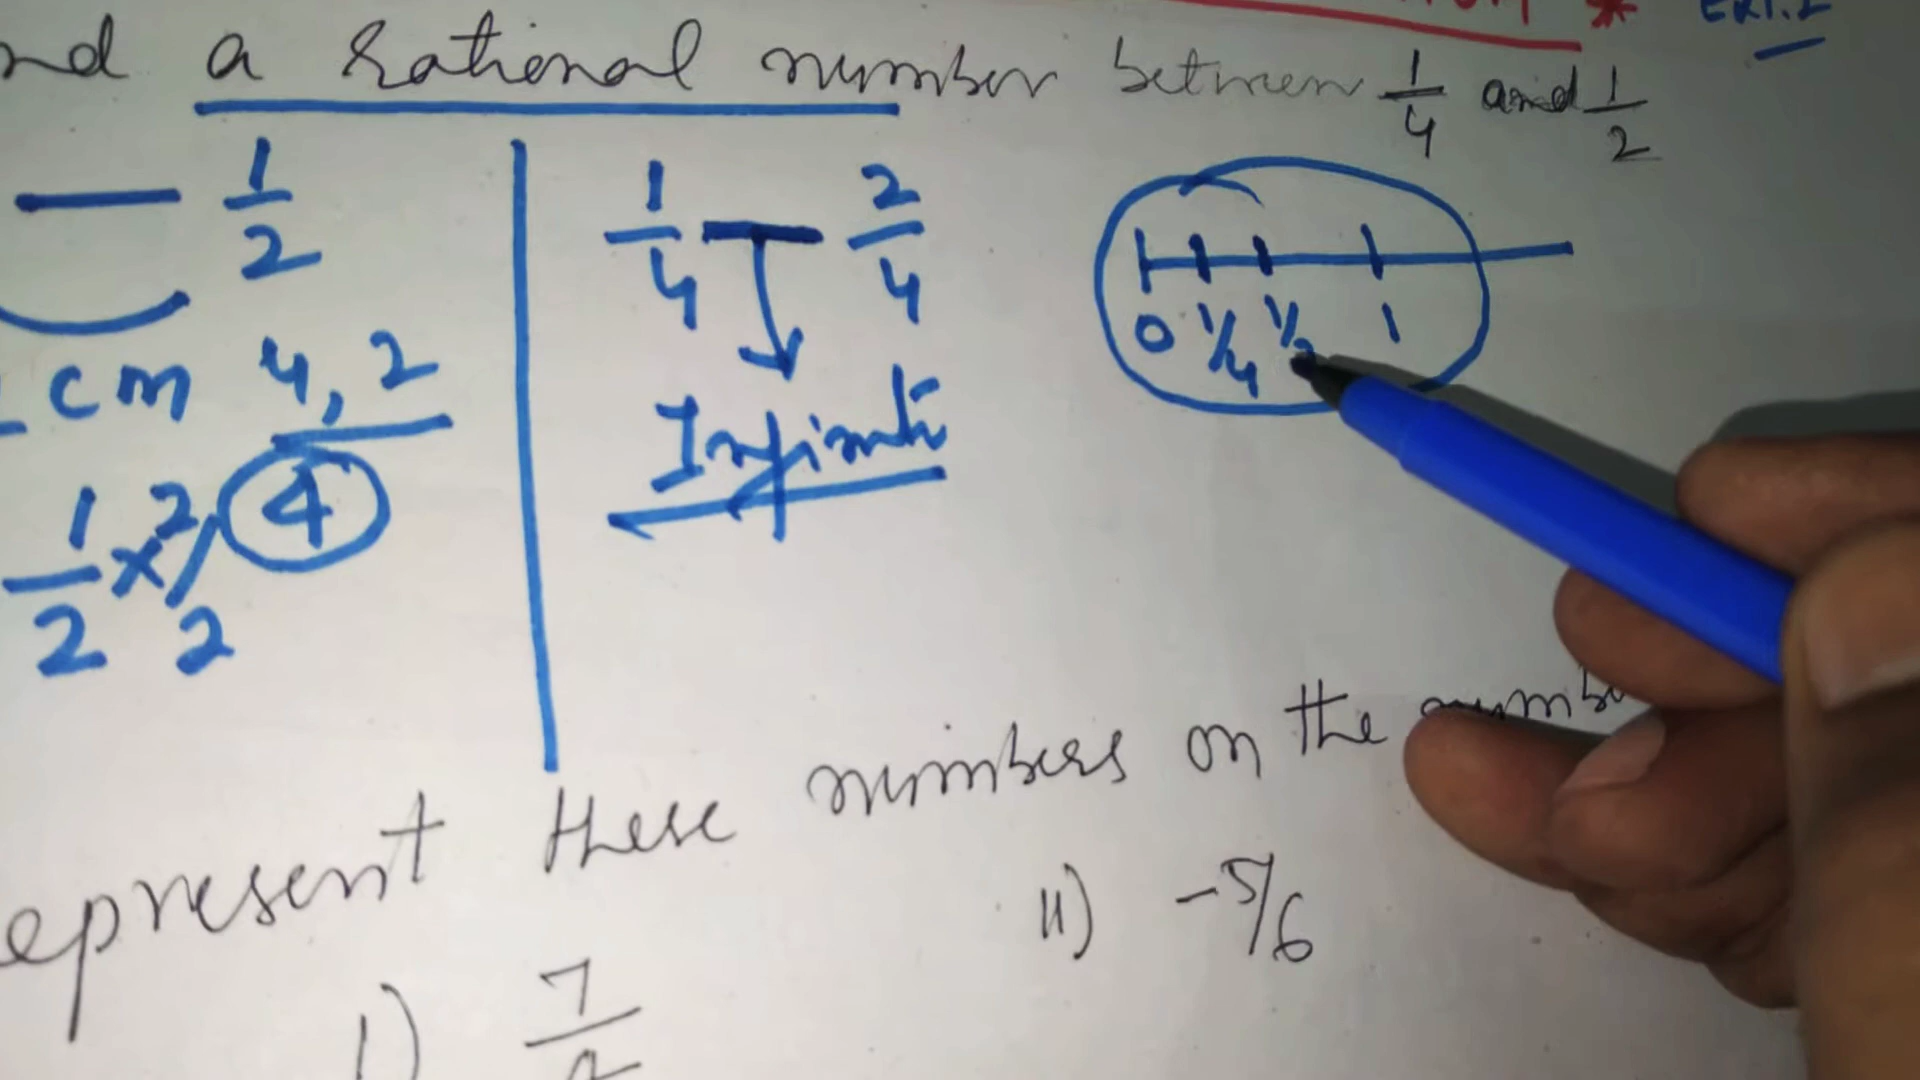 nd a rational number between 1/4 and 1/2
1/2
1/4 2/4
0 1/4 1/2 1
cm 4, 2
Infinite
1/2 × 2/2 4
epresent these numbers on the numbe
I) 7
II) -5/6